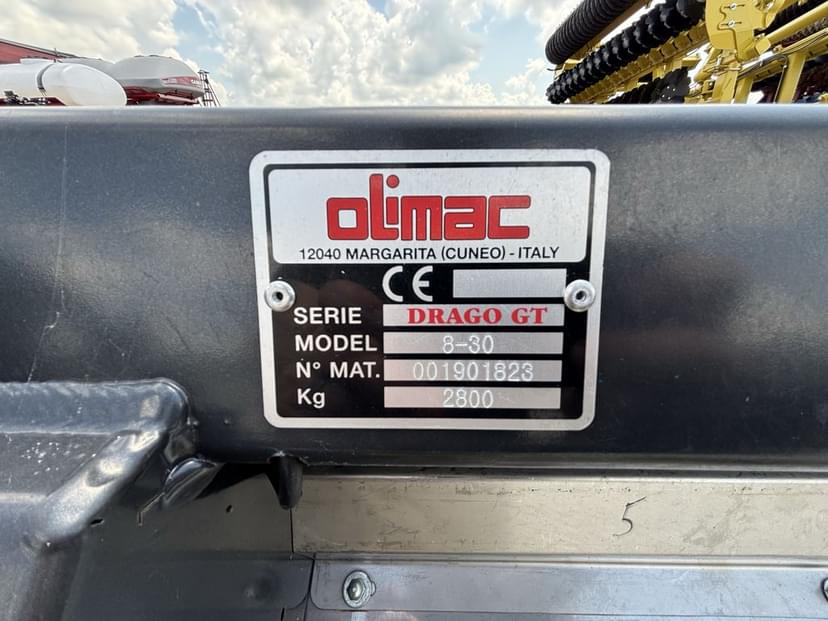 olimac
12040 MARGARITA (CUNEO) - ITALY
CE
SERIE DRAGO GT
MODEL 8-30
N° MAT. 001901823
Kg 2800
5